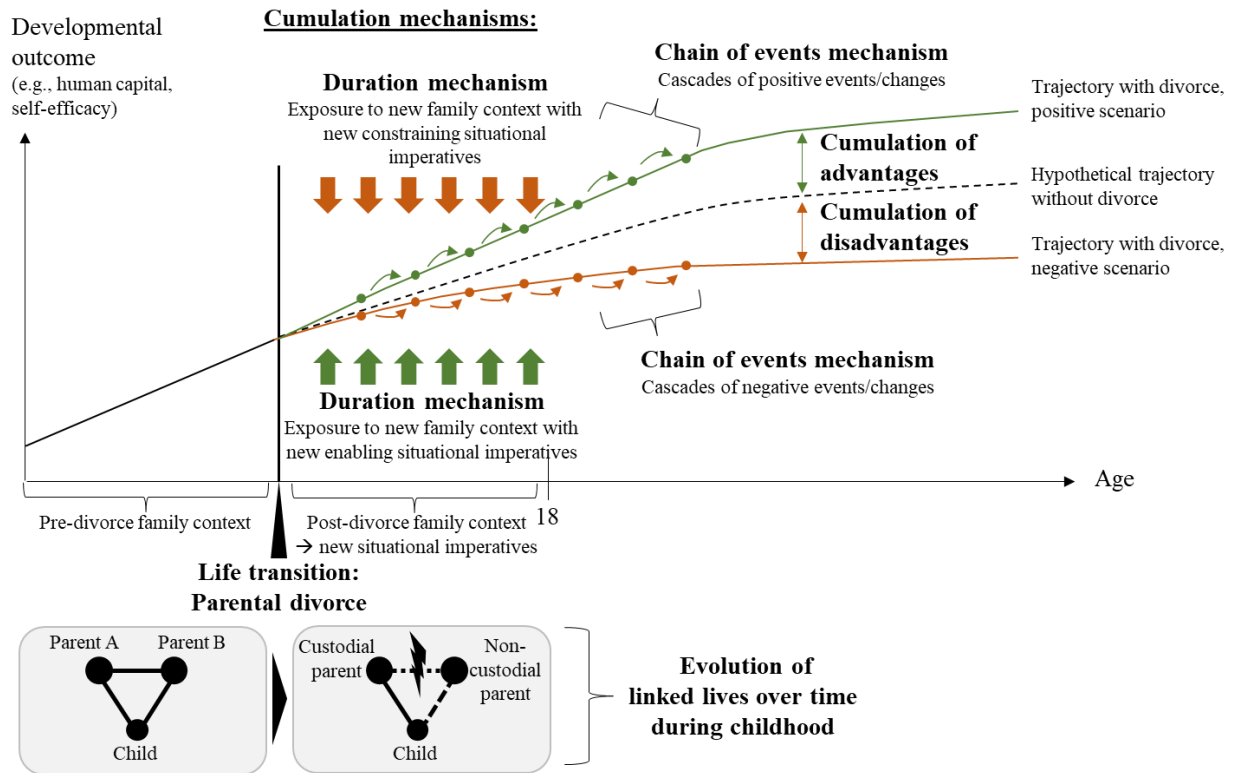 Cumulation mechanisms:
Developmental
outcome
(e.g., human capital,
self-efficacy)
Duration mechanism
Exposure to new family context with
new constraining situational
imperatives
Chain of events mechanism
Cascades of positive events/changes
Trajectory with divorce,
positive scenario
Cumulation of
advantages
Hypothetical trajectory
without divorce
Cumulation of
disadvantages
Trajectory with divorce,
negative scenario
Chain of events mechanism
Cascades of negative events/changes
Duration mechanism
Exposure to new family context with
new enabling situational imperatives
Age
18
Pre-divorce family context
Post-divorce family context
→ new situational imperatives
Life transition:
Parental divorce
Parent A
Parent B
Child
Custodial
parent
Non-
custodial
parent
Child
Evolution of
linked lives over time
during childhood